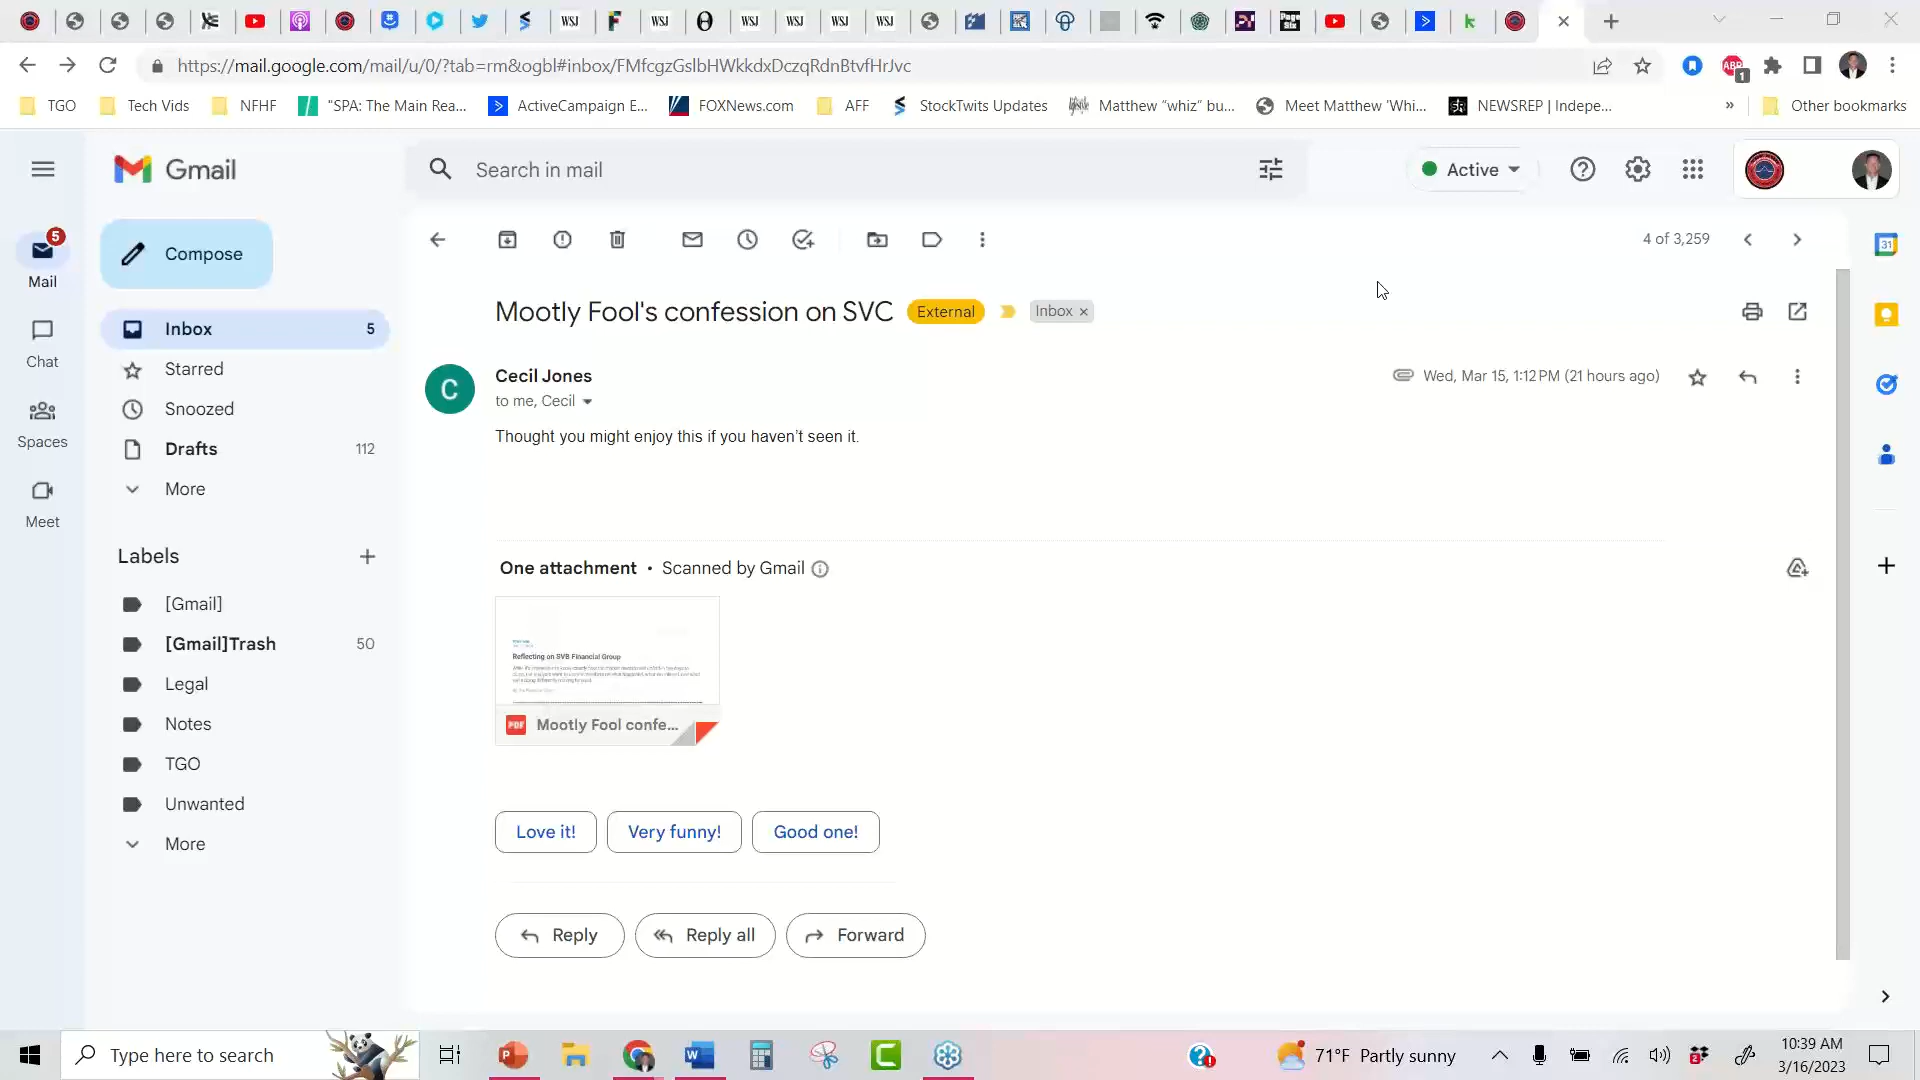 https://mail.google.com/mail/u/0/?tab=rm&ogbl#inbox/FMfcgzGslbHWkkdxDczqRdnBtvfHrJvc
TGO Tech Vids NFHF "SPA: The Main Rea... ActiveCampaign E... FOXNews.com AFF StockTwits Updates Matthew "whiz" bu... Meet Matthew 'Whi... NEWSREP | Indepe... » Other bookmarks
Gmail
Search in mail
Active
5
Mail
Compose
4 of 3,259
31
Mootly Fool's confession on SVC External Inbox ×
Inbox 5
Chat
Starred
C
Cecil Jones
Wed, Mar 15, 1:12 PM (21 hours ago)
to me, Cecil
Snoozed
Spaces
Thought you might enjoy this if you haven't seen it.
Drafts 112
More
Meet
Labels
One attachment • Scanned by Gmail
[Gmail]
[Gmail]Trash 50
Reflecting on SVB Financial Group
Legal
Notes
PDF Mootly Fool confe...
TGO
Unwanted
Love it! Very funny! Good one!
More
Reply Reply all Forward
Type here to search
71°F Partly sunny
10:39 AM
3/16/2023